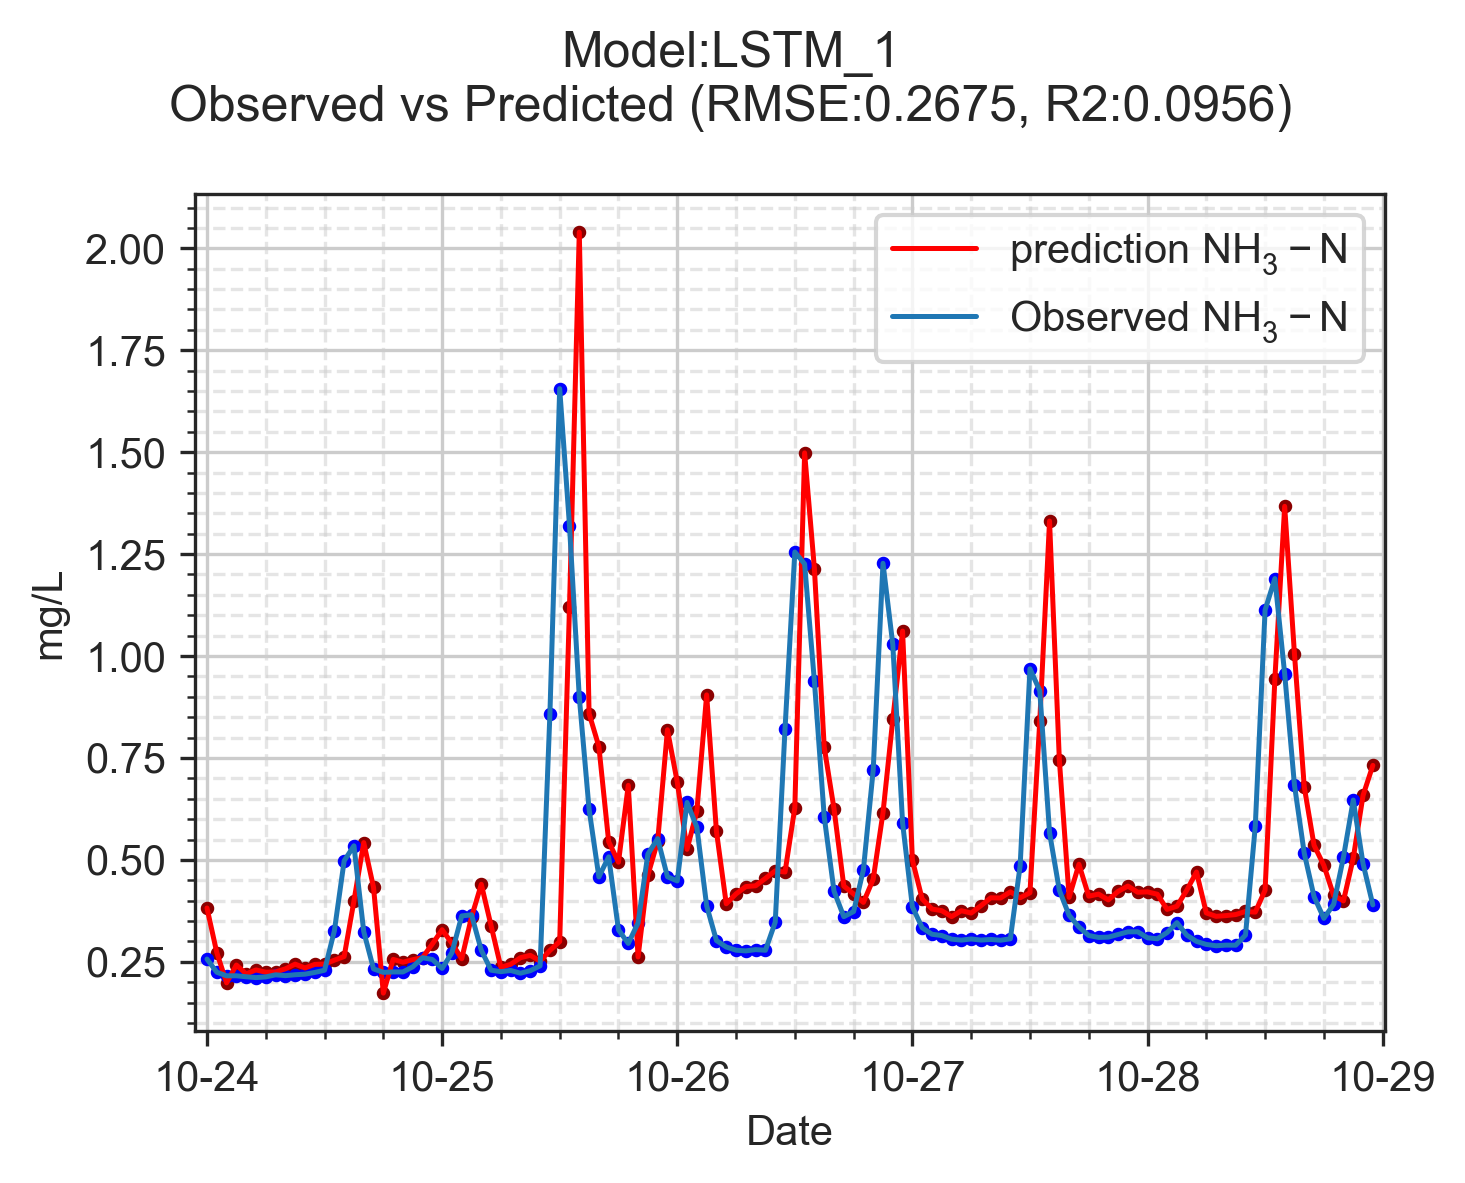 Model:LSTM_1
Observed vs Predicted (RMSE:0.2675, R2:0.0956)
prediction NH₃ − N
Observed NH₃ − N
2.00
1.75
1.50
1.25
1.00
0.75
0.50
0.25
mg/L
10-24 10-25 10-26 10-27 10-28 10-29
Date